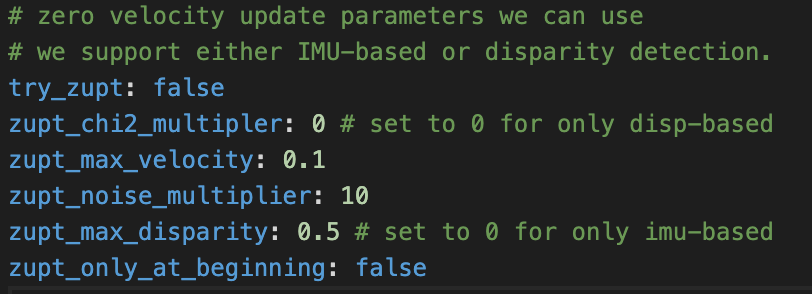 # zero velocity update parameters we can use
# we support either IMU-based or disparity detection.
try_zupt: false
zupt_chi2_multipler: 0 # set to 0 for only disp-based
zupt_max_velocity: 0.1
zupt_noise_multiplier: 10
zupt_max_disparity: 0.5 # set to 0 for only imu-based
zupt_only_at_beginning: false